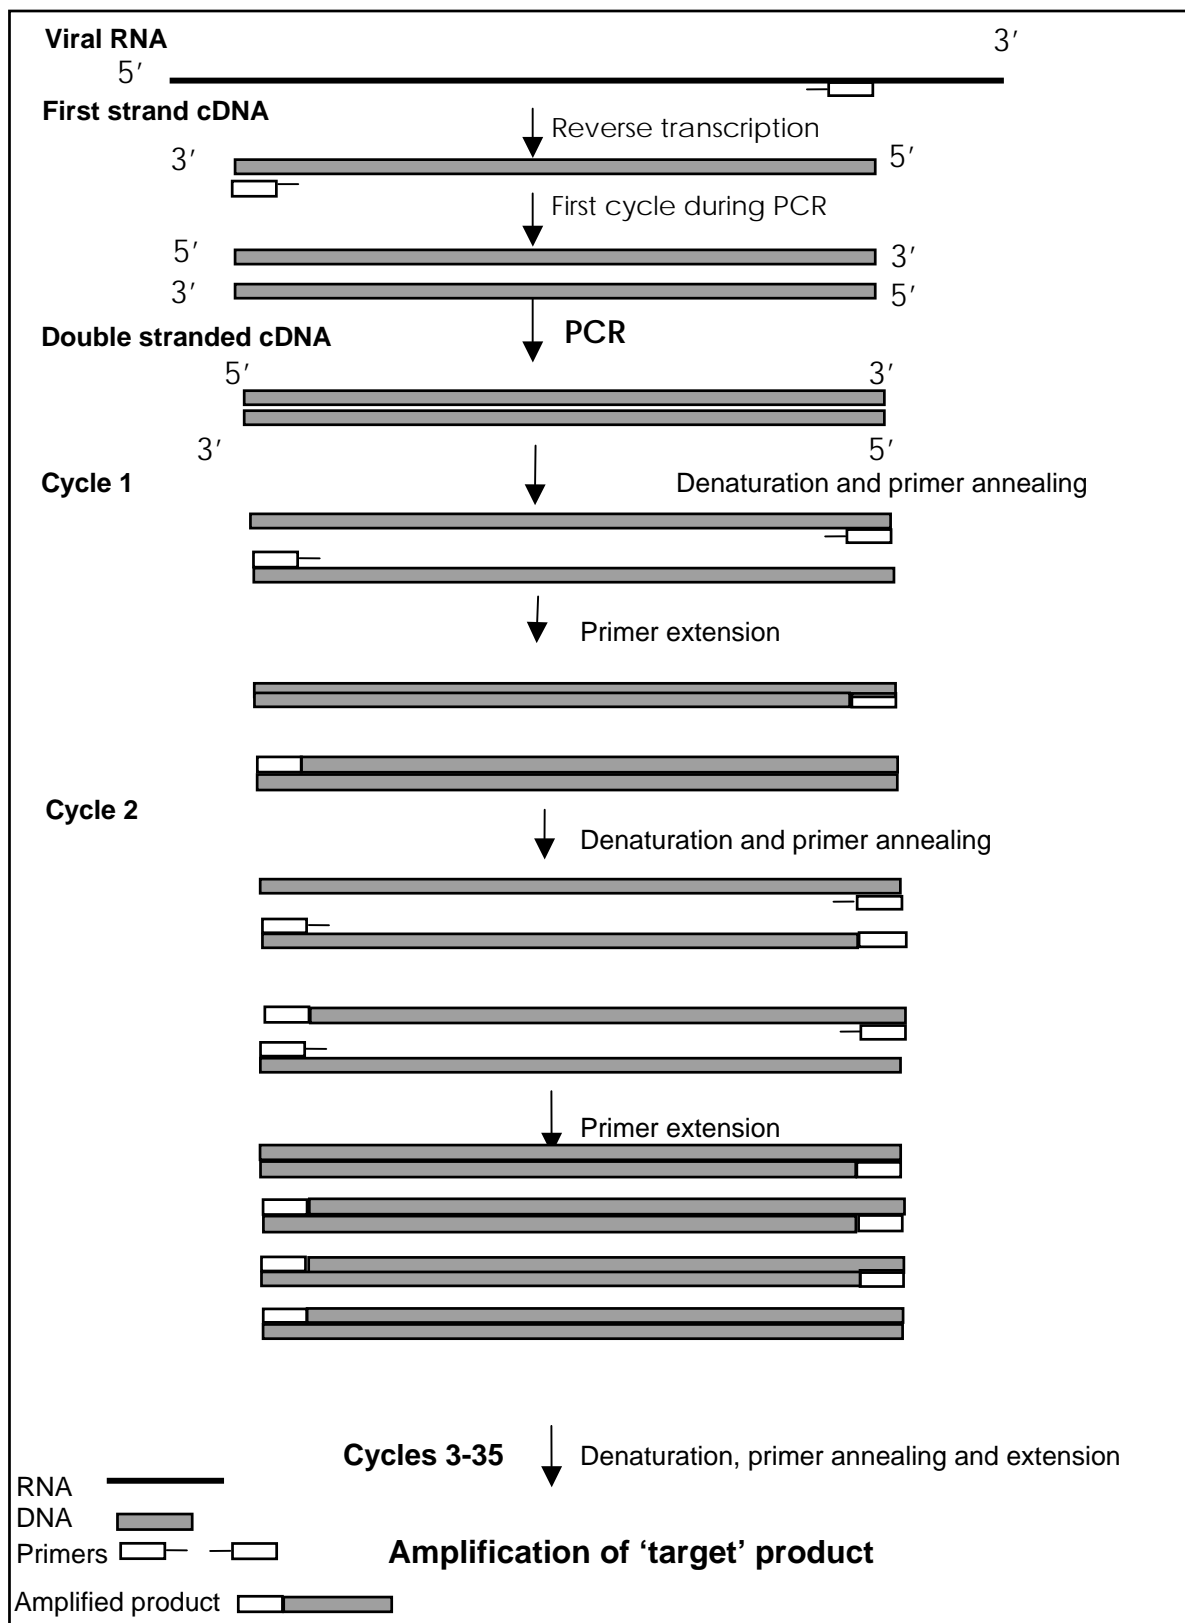 Viral RNA
3′
5′
First strand cDNA
Reverse transcription
3′
5′
First cycle during PCR
5′
3′
3′
5′
PCR
Double stranded cDNA
5′
3′
3′
5′
Cycle 1
Denaturation and primer annealing
Primer extension
Cycle 2
Denaturation and primer annealing
Primer extension
Cycles 3-35
Denaturation, primer annealing and extension
RNA
DNA
Primers
Amplification of ‘target’ product
Amplified product